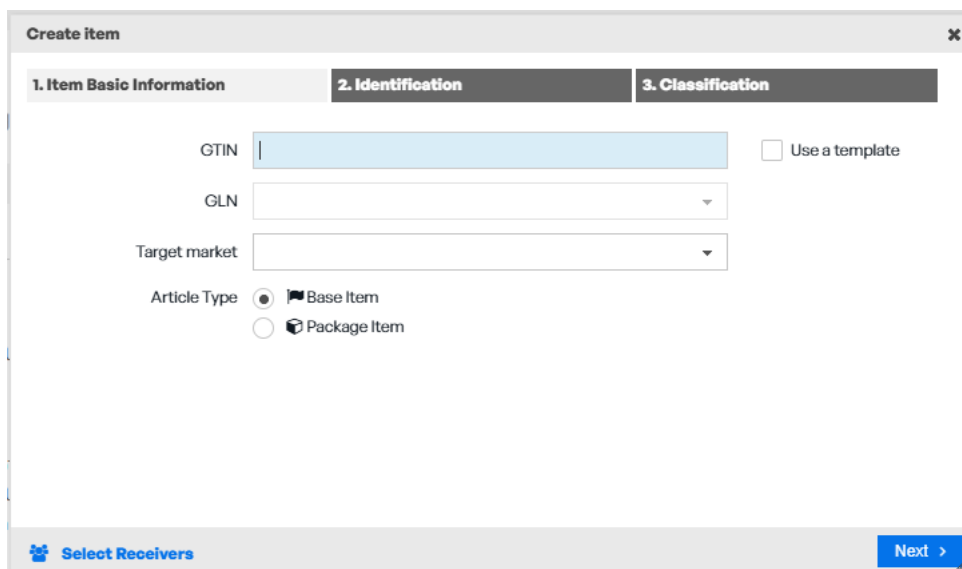 Create item
1. Item Basic Information
2. Identification
3. Classification
GTIN
Use a template
GLN
Target market
Article Type
Base Item
Package Item
Select Receivers
Next